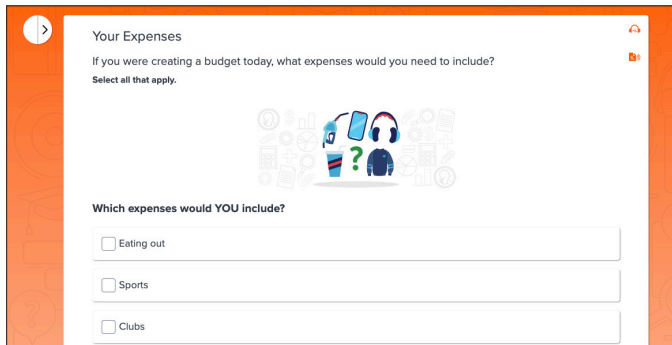 Your Expenses
If you were creating a budget today, what expenses would you need to include?
Select all that apply.
Which expenses would YOU include?
Eating out
Sports
Clubs